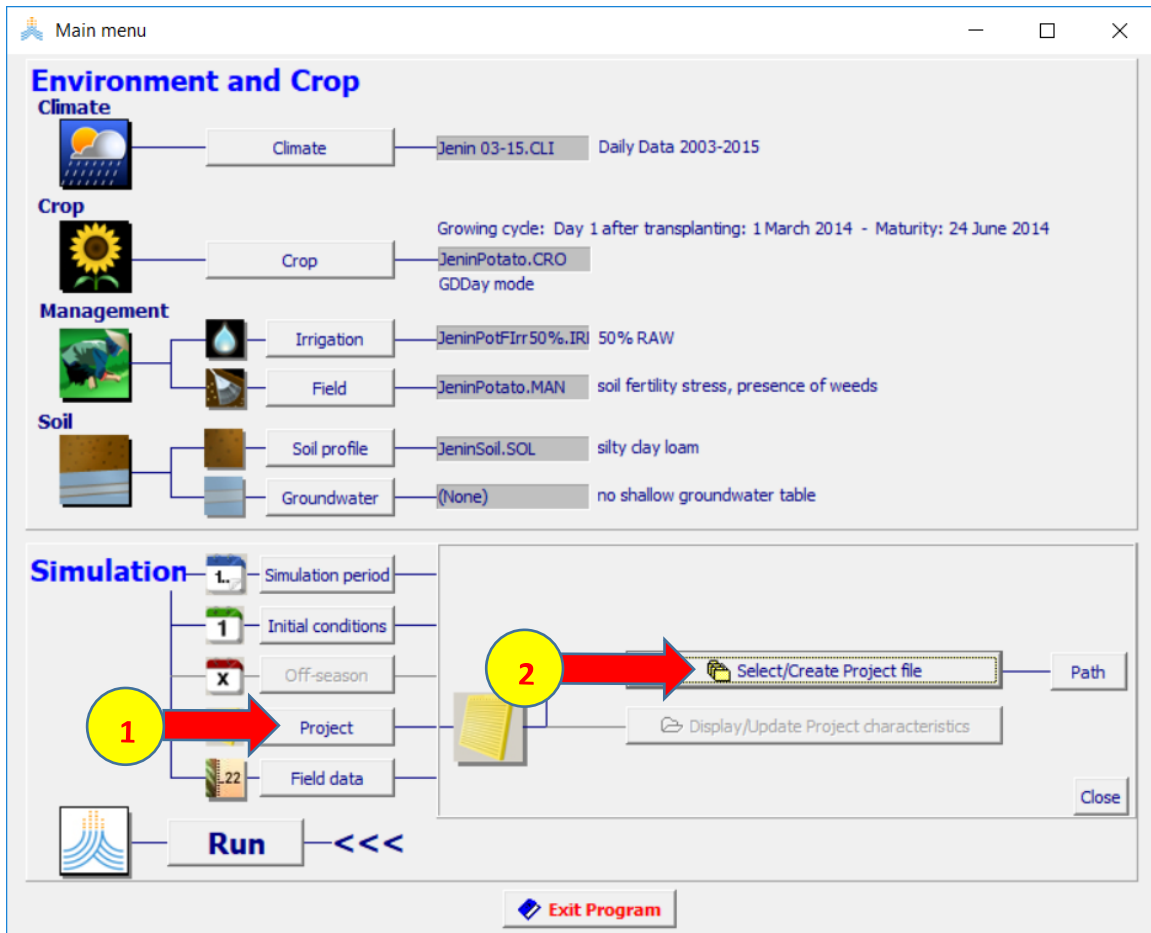 Main menu
Environment and Crop
Climate
Climate
Jenin 03-15.CLI
Daily Data 2003-2015
Crop
Growing cycle: Day 1 after transplanting: 1 March 2014 - Maturity: 24 June 2014
Crop
JeninPotato.CRO
GDDay mode
Management
Irrigation
JeninPotFIrr50%.IRI
50% RAW
Field
JeninPotato.MAN
soil fertility stress, presence of weeds
Soil
Soil profile
JeninSoil.SOL
silty clay loam
Groundwater
(None)
no shallow groundwater table
Simulation
1..
Simulation period
1
Initial conditions
X
Off-season
2
Select/Create Project file
Path
1
Project
Display/Update Project characteristics
..22
Field data
Close
Run
<<<
Exit Program